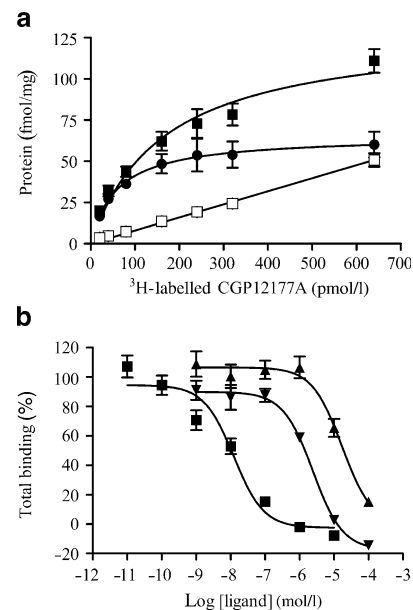 a
125
100
75
50
25
0
Protein (fmol/mg)
0 100 200 300 400 500 600 700
³H-labelled CGP12177A (pmol/l)
b
120
100
80
60
40
20
0
−20
Total binding (%)
−12 −11 −10 −9 −8 −7 −6 −5 −4 −3
Log [ligand] (mol/l)